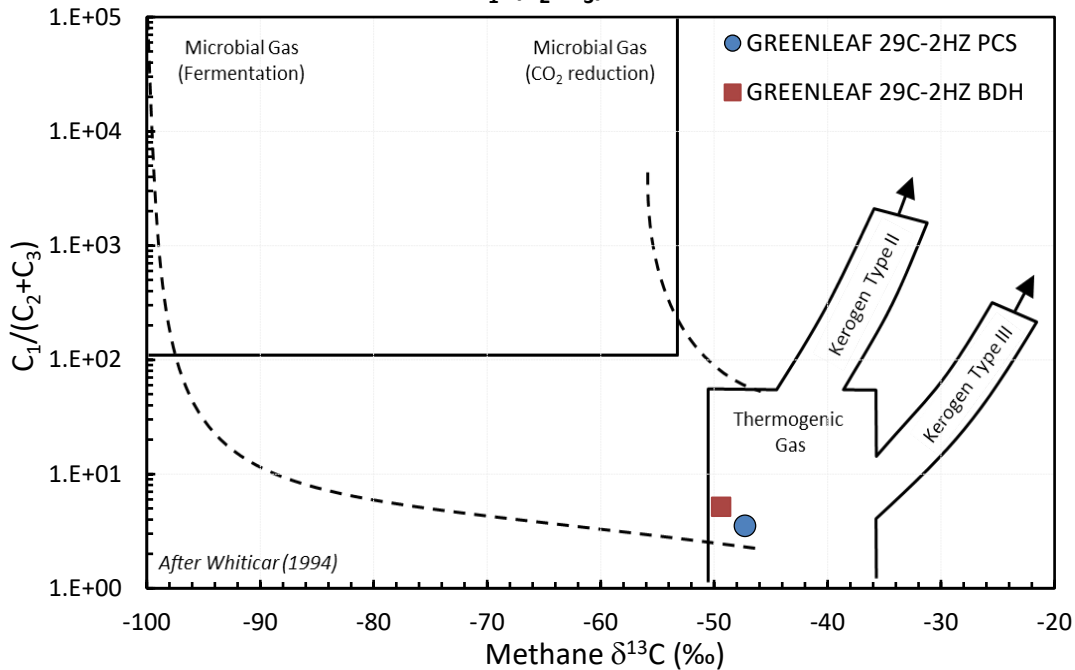 1.E+05
1.E+04
1.E+03
1.E+02
1.E+01
1.E+00
C₁/(C₂+C₃)
Microbial Gas
(Fermentation)
Microbial Gas
(CO₂ reduction)
GREENLEAF 29C-2HZ PCS
GREENLEAF 29C-2HZ BDH
Kerogen Type II
Kerogen Type III
Thermogenic
Gas
After Whiticar (1994)
-100 -90 -80 -70 -60 -50 -40 -30 -20
Methane δ¹³C (‰)